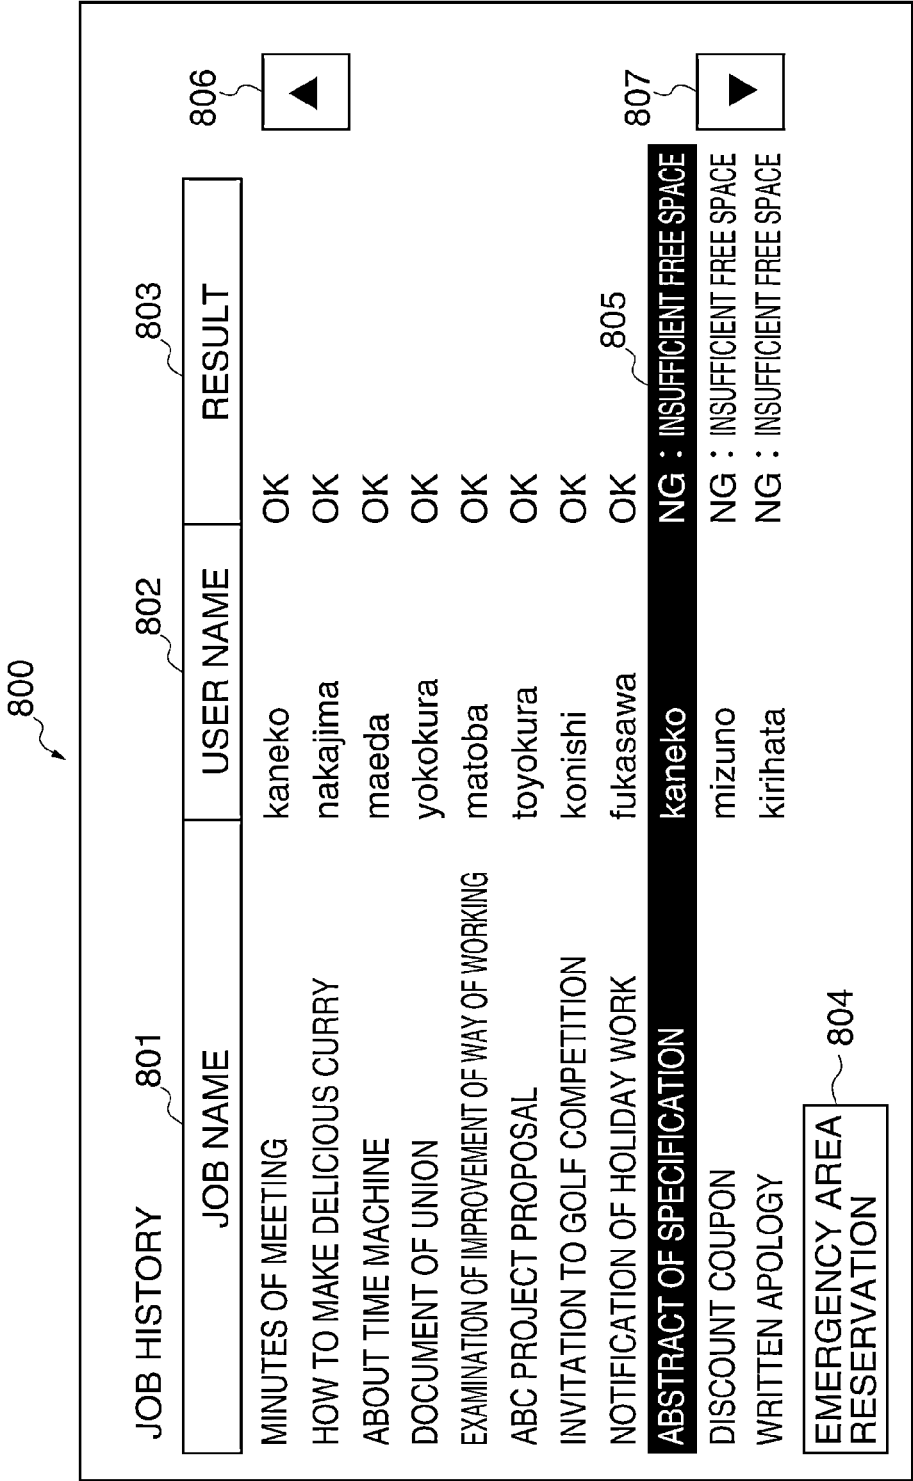 800
JOB HISTORY
801 802 803 806
JOB NAME USER NAME RESULT ▲
MINUTES OF MEETING kaneko OK
HOW TO MAKE DELICIOUS CURRY nakajima OK
ABOUT TIME MACHINE maeda OK
DOCUMENT OF UNION yokokura OK
EXAMINATION OF IMPROVEMENT OF WAY OF WORKING matoba OK
ABC PROJECT PROPOSAL toyokura OK
INVITATION TO GOLF COMPETITION konishi OK
NOTIFICATION OF HOLIDAY WORK fukasawa OK 805 807
ABSTRACT OF SPECIFICATION kaneko NG : INSUFFICIENT FREE SPACE
DISCOUNT COUPON mizuno NG : INSUFFICIENT FREE SPACE ▼
WRITTEN APOLOGY kirihata NG : INSUFFICIENT FREE SPACE
EMERGENCY AREA 804
RESERVATION